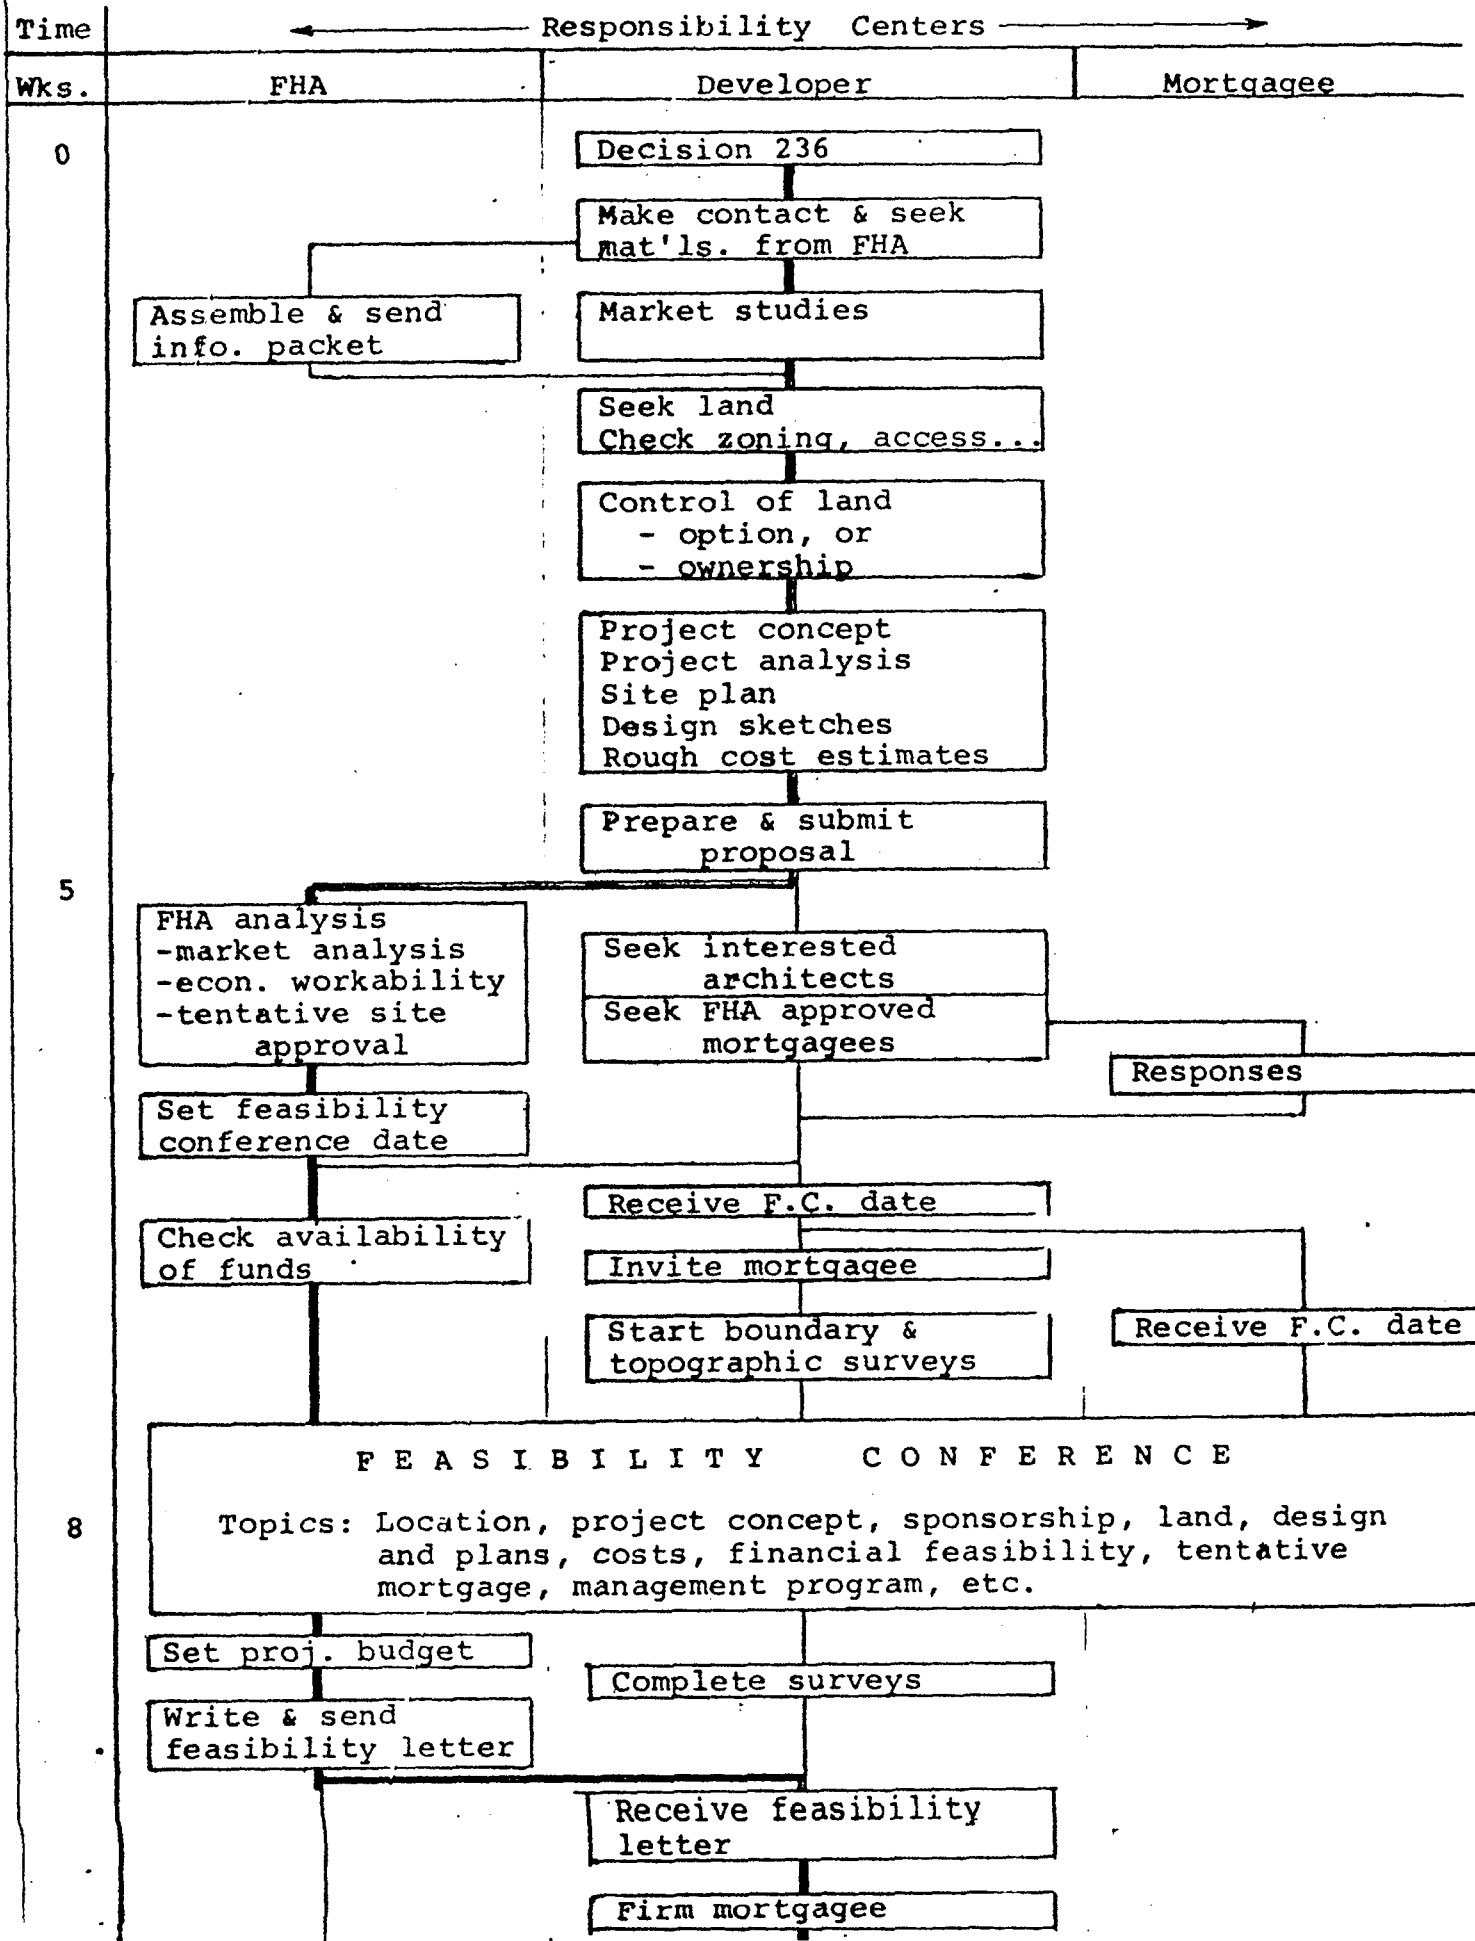 Time
Responsibility Centers
Wks.
FHA
Developer
Mortgagee
0
Decision 236
Make contact & seek
mat'ls. from FHA
Assemble & send
info. packet
Market studies
Seek land
Check zoning, access...
Control of land
- option, or
- ownership
Project concept
Project analysis
Site plan
Design sketches
Rough cost estimates
Prepare & submit
proposal
5
FHA analysis
-market analysis
-econ. workability
-tentative site
approval
Seek interested
architects
Seek FHA approved
mortgagees
Responses
Set feasibility
conference date
Receive F.C. date
Check availability
of funds
Invite mortgagee
Start boundary &
topographic surveys
Receive F.C. date
FEASIBILITY CONFERENCE
8
Topics: Location, project concept, sponsorship, land, design
and plans, costs, financial feasibility, tentative
mortgage, management program, etc.
Set proj. budget
Complete surveys
Write & send
feasibility letter
Receive feasibility
letter
Firm mortgagee